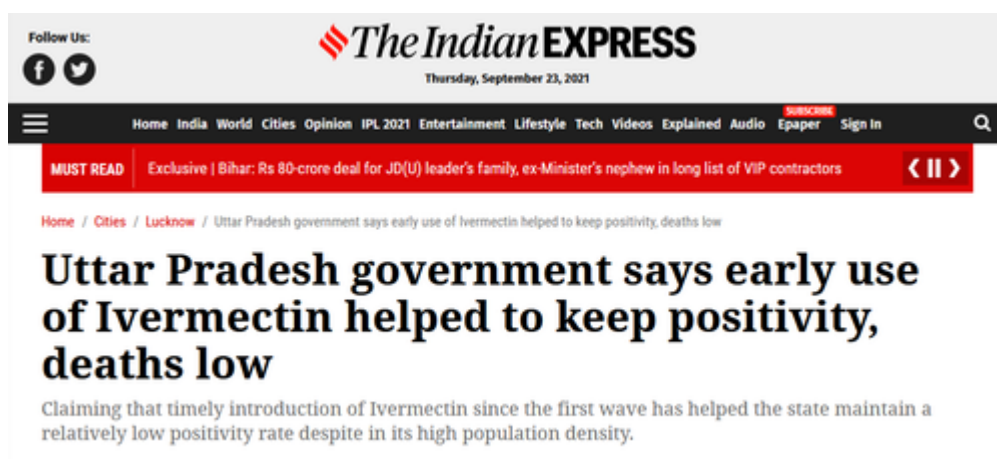 Follow Us:
The Indian EXPRESS
Thursday, September 23, 2021
SUBSCRIBE
Home India World Cities Opinion IPL 2021 Entertainment Lifestyle Tech Videos Explained Audio Epaper Sign In
MUST READ Exclusive | Bihar: Rs 80-crore deal for JD(U) leader's family, ex-Minister's nephew in long list of VIP contractors
Home / Cities / Lucknow / Uttar Pradesh government says early use of Ivermectin helped to keep positivity, deaths low
Uttar Pradesh government says early use
of Ivermectin helped to keep positivity,
deaths low
Claiming that timely introduction of Ivermectin since the first wave has helped the state maintain a
relatively low positivity rate despite in its high population density.